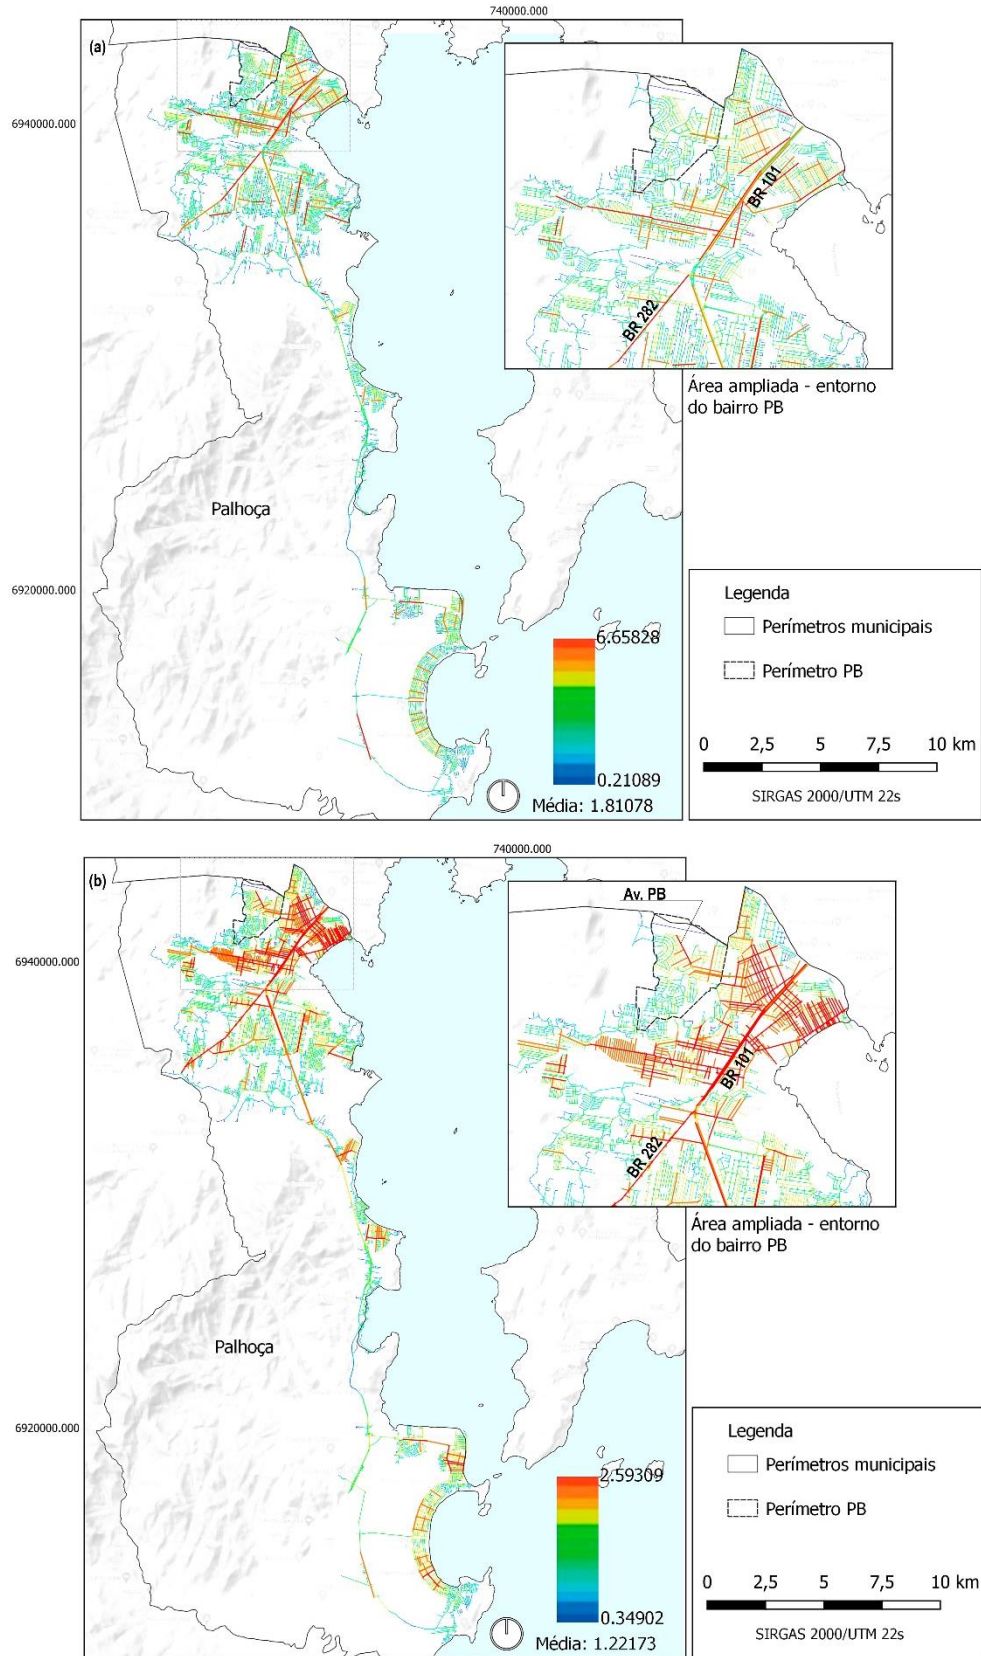 740000.000
(a)
6940000.000
BR 101
BR 282
Área ampliada - entorno
do bairro PB
Palhoça
6920000.000
Legenda
Perímetros municipais
Perímetro PB
6.65828
0.21089
Média: 1.81078
0 2,5 5 7,5 10 km
SIRGAS 2000/UTM 22s
740000.000
(b)
Av. PB
6940000.000
BR 101
BR 282
Área ampliada - entorno
do bairro PB
Palhoça
6920000.000
Legenda
Perímetros municipais
Perímetro PB
2.59309
0.34902
Média: 1.22173
0 2,5 5 7,5 10 km
SIRGAS 2000/UTM 22s